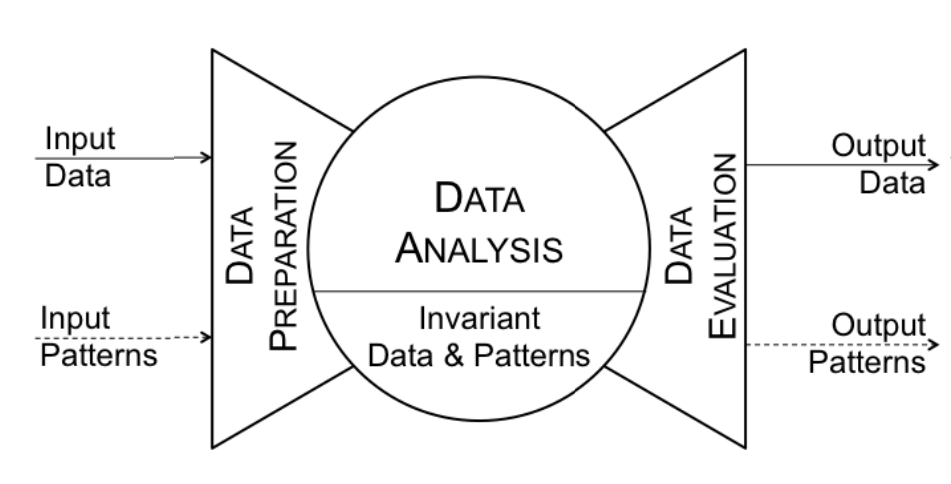 Input
Data
Input
Patterns
DATA
PREPARATION
DATA
ANALYSIS
Invariant
Data & Patterns
DATA
EVALUATION
Output
Data
Output
Patterns